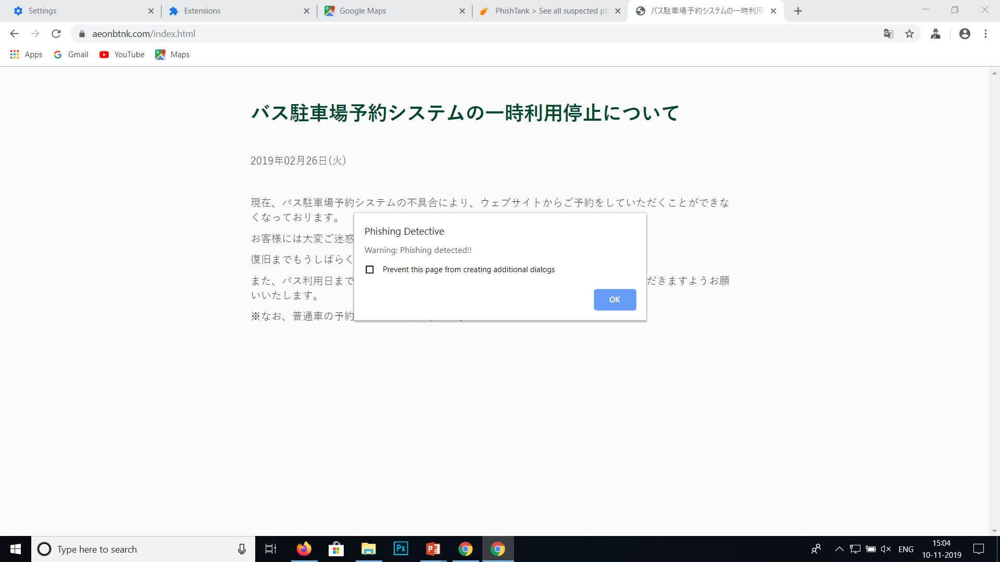 Settings
Extensions
Google Maps
PhishTank > See all suspected ph
バス駐車場予約システムの一時利用
aeonbtnk.com/index.html
Apps
Gmail
YouTube
Maps
バス駐車場予約システムの一時利用停止について
2019年02月26日(火)
現在、バス駐車場予約システムの不具合により、ウェブサイトからご予約をしていただくことができな
くなっております。
お客様には大変ご迷惑
復旧までもうしばらく
また、バス利用日まで
だきますようお願
いいたします。
※なお、普通車の予約
Phishing Detective
Warning: Phishing detected!!
Prevent this page from creating additional dialogs
OK
Type here to search
Ps
ENG
15:04
10-11-2019